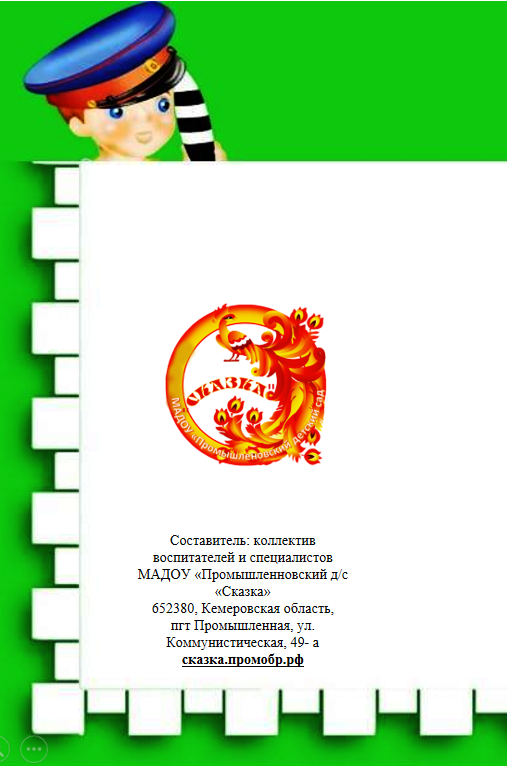 "СКАЗКА"
МАДОУ «Промышленовский детский сад
Составитель: коллектив
воспитателей и специалистов
МАДОУ «Промышленновский д/с
«Сказка»
652380, Кемеровская область,
пгт Промышленная, ул.
Коммунистическая, 49- а
сказка.промобр.рф